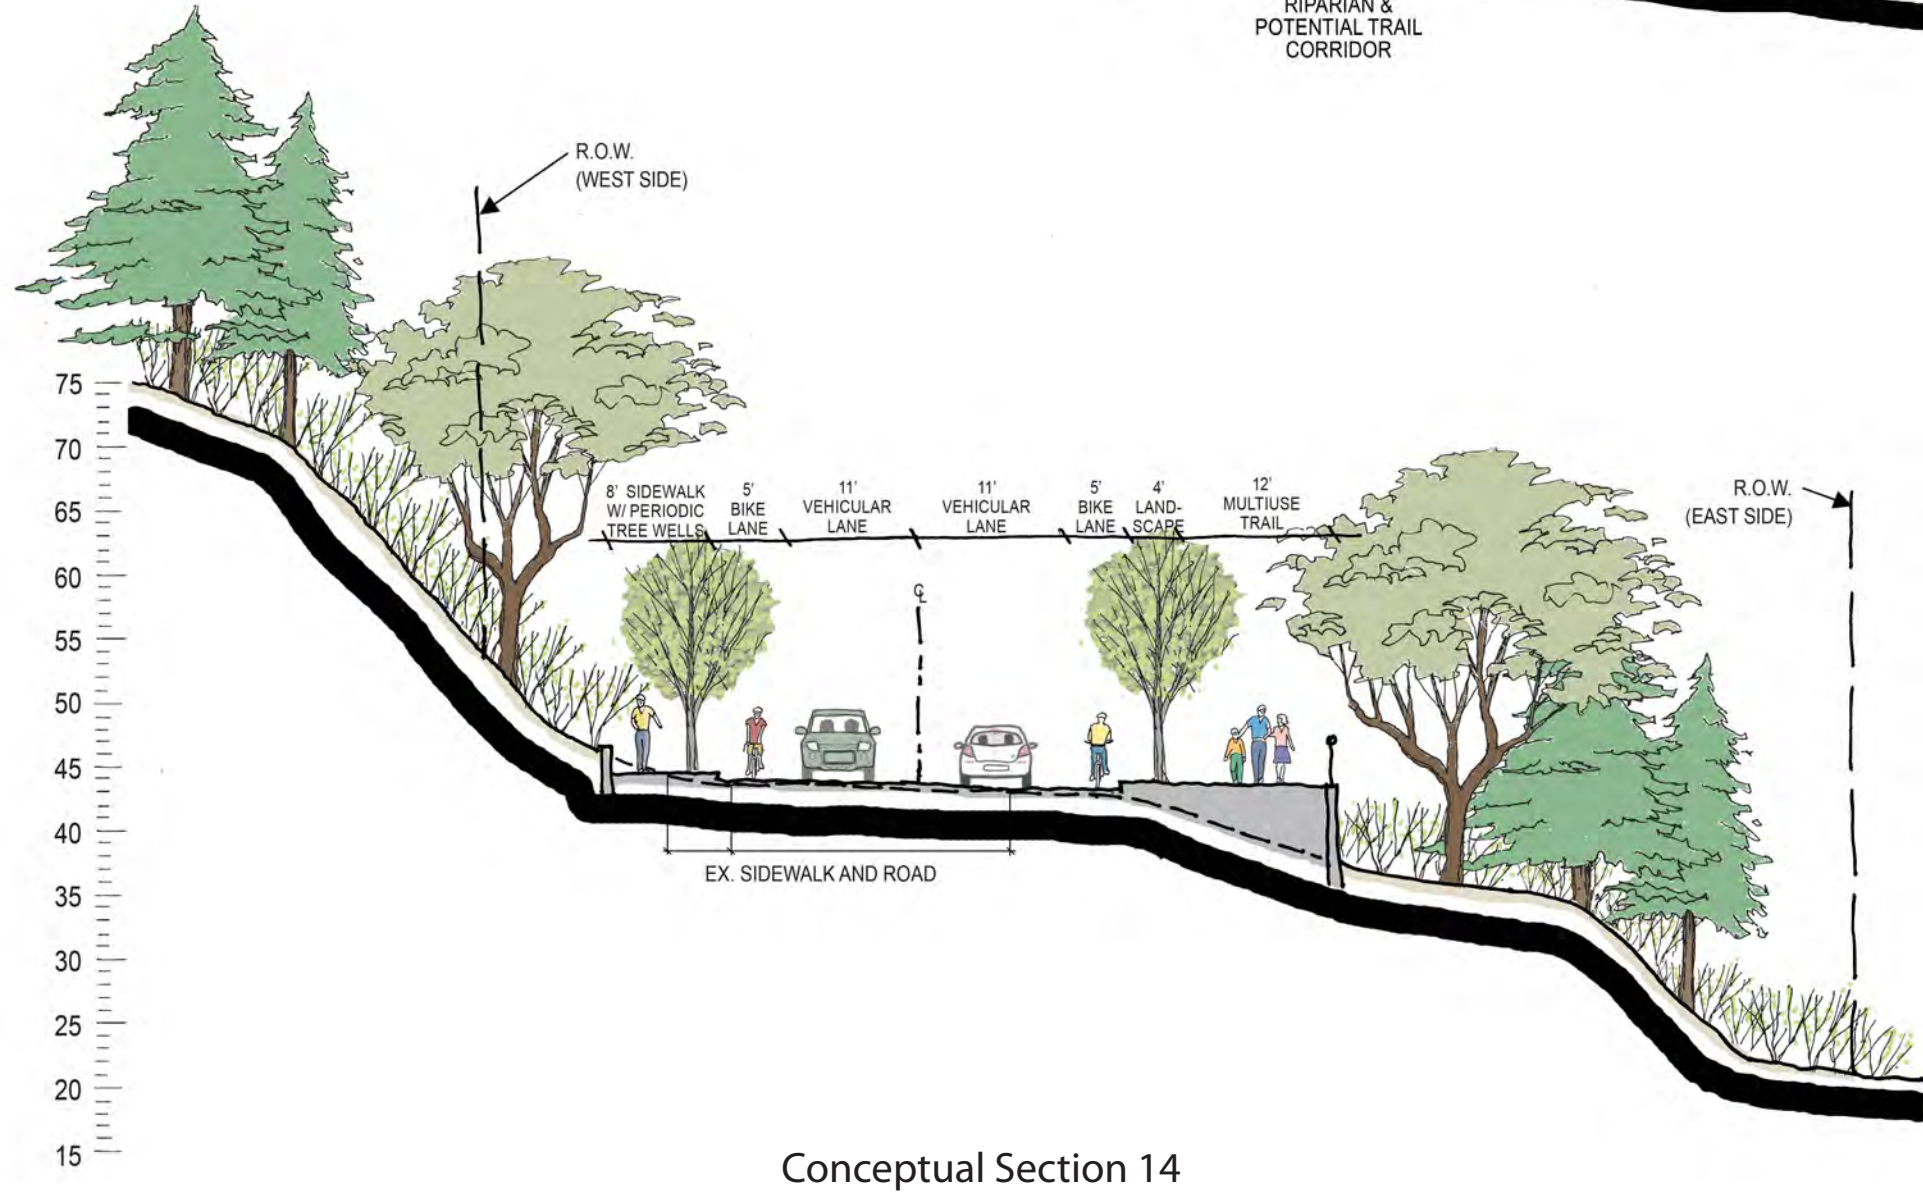 RIPARIAN &
POTENTIAL TRAIL
CORRIDOR
R.O.W.
(WEST SIDE)
8' SIDEWALK
W/ PERIODIC
TREE WELLS
5'
BIKE
LANE
11'
VEHICULAR
LANE
11'
VEHICULAR
LANE
5'
BIKE
LANE
4'
LAND-
SCAPE
12'
MULTIUSE
TRAIL
R.O.W.
(EAST SIDE)
CL
75
70
65
60
55
50
45
40
35
30
25
20
15
EX. SIDEWALK AND ROAD
Conceptual Section 14